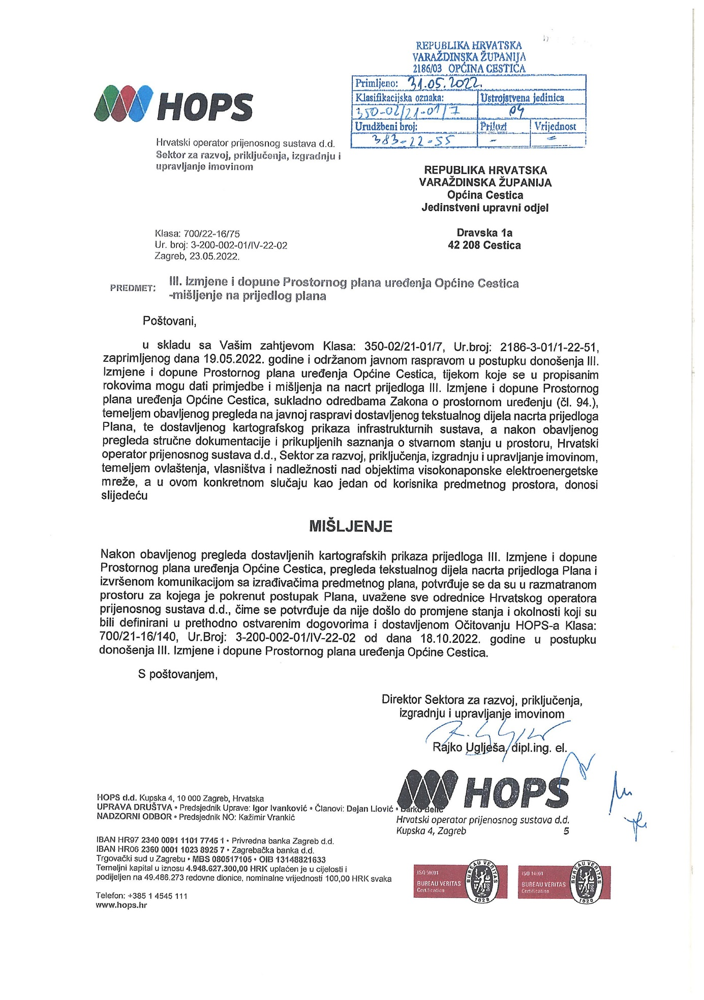 REPUBLIKA HRVATSKA
VARAŽDINSKA ŽUPANIJA
2186/03 OPĆINA CESTICA
Primljeno: 31.05.2022.
Klasifikacijska oznaka: Ustrojstvena jedinica
350-02/21-01/7 04
Urudžbeni broj: Prilozi Vrijednost
383-22-55 - -
HOPS
Hrvatski operator prijenosnog sustava d.d.
Sektor za razvoj, priključenja, izgradnju i
upravljanje imovinom
REPUBLIKA HRVATSKA
VARAŽDINSKA ŽUPANIJA
Općina Cestica
Jedinstveni upravni odjel
Dravska 1a
42 208 Cestica
Klasa: 700/22-16/75
Ur. broj: 3-200-002-01/IV-22-02
Zagreb, 23.05.2022.
PREDMET: III. Izmjene i dopune Prostornog plana uređenja Općine Cestica
-mišljenje na prijedlog plana
Poštovani,
u skladu sa Vašim zahtjevom Klasa: 350-02/21-01/7, Ur.broj: 2186-3-01/1-22-51,
zaprimljenog dana 19.05.2022. godine i održanom javnom raspravom u postupku donošenja III.
Izmjene i dopune Prostornog plana uređenja Općine Cestica, tijekom koje se u propisanim
rokovima mogu dati primjedbe i mišljenja na nacrt prijedloga III. Izmjene i dopune Prostornog
plana uređenja Općine Cestica, sukladno odredbama Zakona o prostornom uređenju (čl. 94.),
temeljem obavljenog pregleda na javnoj raspravi dostavljenog tekstualnog dijela nacrta prijedloga
Plana, te dostavljenog kartografskog prikaza infrastrukturnih sustava, a nakon obavljenog
pregleda stručne dokumentacije i prikupljenih saznanja o stvarnom stanju u prostoru, Hrvatski
operator prijenosnog sustava d.d., Sektor za razvoj, priključenja, izgradnju i upravljanje imovinom,
temeljem ovlaštenja, vlasništva i nadležnosti nad objektima visokonaponske elektroenergetske
mreže, a u ovom konkretnom slučaju kao jedan od korisnika predmetnog prostora, donosi
slijedeću
MIŠLJENJE
Nakon obavljenog pregleda dostavljenih kartografskih prikaza prijedloga III. Izmjene i dopune
Prostornog plana uređenja Općine Cestica, pregleda tekstualnog dijela nacrta prijedloga Plana i
izvršenom komunikacijom sa izrađivačima predmetnog plana, potvrđuje se da su u razmatranom
prostoru za kojega je pokrenut postupak Plana, uvažene sve odrednice Hrvatskog operatora
prijenosnog sustava d.d., čime se potvrđuje da nije došlo do promjene stanja i okolnosti koji su
bili definirani u prethodno ostvarenim dogovorima i dostavljenom Očitovanju HOPS-a Klasa:
700/21-16/140, Ur.Broj: 3-200-002-01/IV-22-02 od dana 18.10.2022. godine u postupku
donošenja III. Izmjene i dopune Prostornog plana uređenja Općine Cestica.
S poštovanjem,
Direktor Sektora za razvoj, priključenja,
izgradnju i upravljanje imovinom
Rajko Uglješa, dipl.ing. el.
HOPS
Hrvatski operator prijenosnog sustava d.d.
Kupska 4, Zagreb 5
HOPS d.d. Kupska 4, 10 000 Zagreb, Hrvatska
UPRAVA DRUŠTVA • Predsjednik Uprave: Igor Ivanković • Članovi: Dejan Liović • Darko Belić
NADZORNI ODBOR • Predsjednik NO: Kažimir Vrankić
IBAN HR97 2340 0091 1101 7745 1 • Privredna banka Zagreb d.d.
IBAN HR06 2360 0001 1023 8925 7 • Zagrebačka banka d.d.
Trgovački sud u Zagrebu • MBS 080517105 • OIB 13148821633
Temeljni kapital u iznosu 4.948.627.300,00 HRK uplaćen je u cijelosti i
podijeljen na 49.486.273 redovne dionice, nominalne vrijednosti 100,00 HRK svaka
Telefon: +385 1 4545 111
www.hops.hr
ISO 50001
BUREAU VERITAS
Certification
BUREAU VERITAS
1828
ISO 14001
BUREAU VERITAS
Certification
BUREAU VERITAS
1828